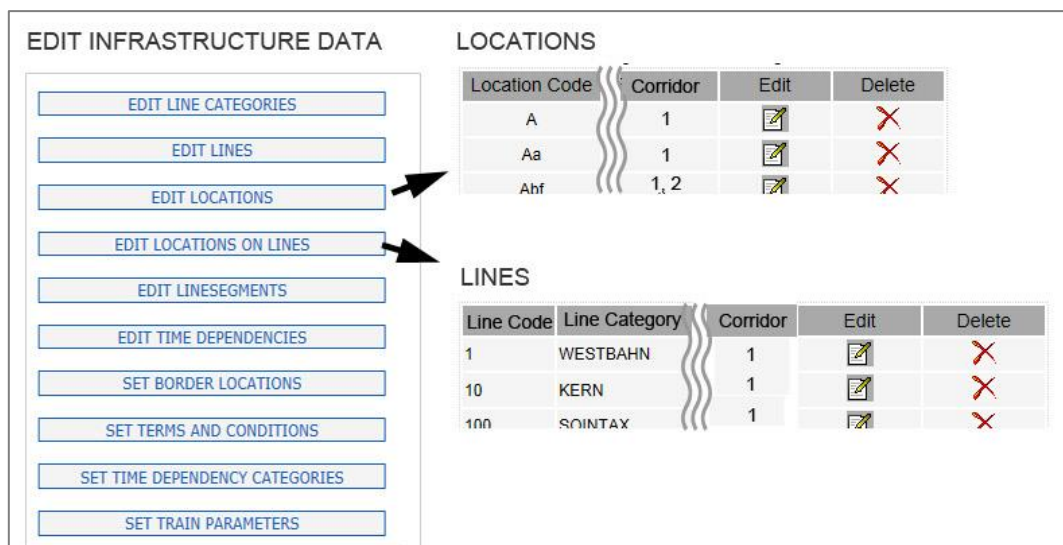 EDIT INFRASTRUCTURE DATA
EDIT LINE CATEGORIES
EDIT LINES
EDIT LOCATIONS
EDIT LOCATIONS ON LINES
EDIT LINESEGMENTS
EDIT TIME DEPENDENCIES
SET BORDER LOCATIONS
SET TERMS AND CONDITIONS
SET TIME DEPENDENCY CATEGORIES
SET TRAIN PARAMETERS
LOCATIONS
Location Code Corridor Edit Delete
A 1
Aa 1
Abf 1, 2
LINES
Line Code Line Category Corridor Edit Delete
1 WESTBAHN 1
10 KERN 1
100 SOINTAX 1